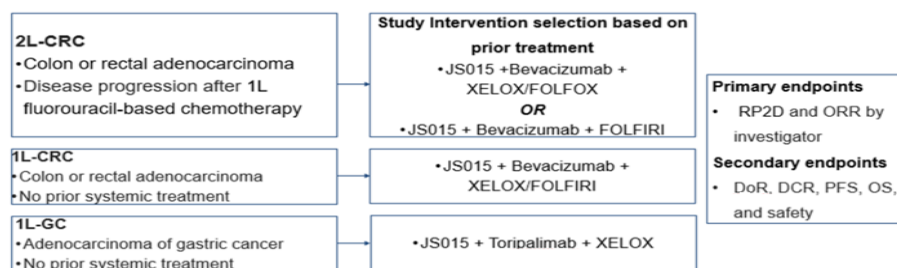 2L-CRC
•Colon or rectal adenocarcinoma
•Disease progression after 1L
fluorouracil-based chemotherapy
Study Intervention selection based on
prior treatment
•JS015 +Bevacizumab +
XELOX/FOLFOX
OR
•JS015 + Bevacizumab + FOLFIRI
1L-CRC
•Colon or rectal adenocarcinoma
•No prior systemic treatment
•JS015 + Bevacizumab +
XELOX/FOLFIRI
1L-GC
•Adenocarcinoma of gastric cancer
•No prior systemic treatment
•JS015 + Toripalimab + XELOX
Primary endpoints
• RP2D and ORR by
investigator
Secondary endpoints
• DoR, DCR, PFS, OS,
and safety